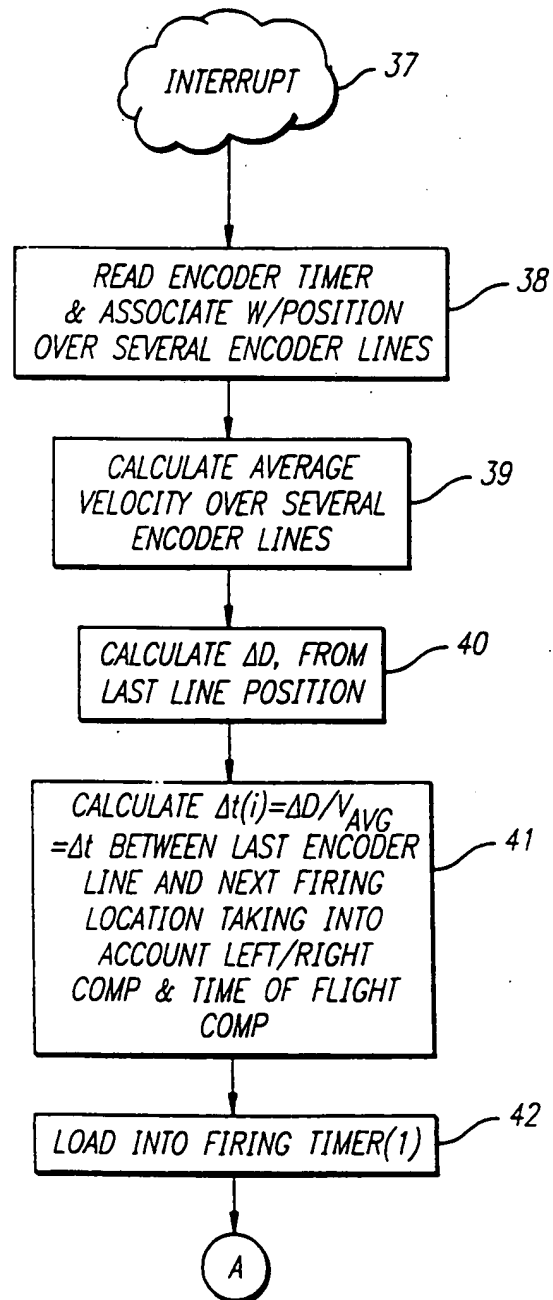 INTERRUPT
37
READ ENCODER TIMER
& ASSOCIATE W/POSITION
OVER SEVERAL ENCODER LINES
38
CALCULATE AVERAGE
VELOCITY OVER SEVERAL
ENCODER LINES
39
CALCULATE ΔD, FROM
LAST LINE POSITION
40
CALCULATE Δt(i)=ΔD/V_AVG
=Δt BETWEEN LAST ENCODER
LINE AND NEXT FIRING
LOCATION TAKING INTO
ACCOUNT LEFT/RIGHT
COMP & TIME OF FLIGHT
COMP
41
LOAD INTO FIRING TIMER(1)
42
A